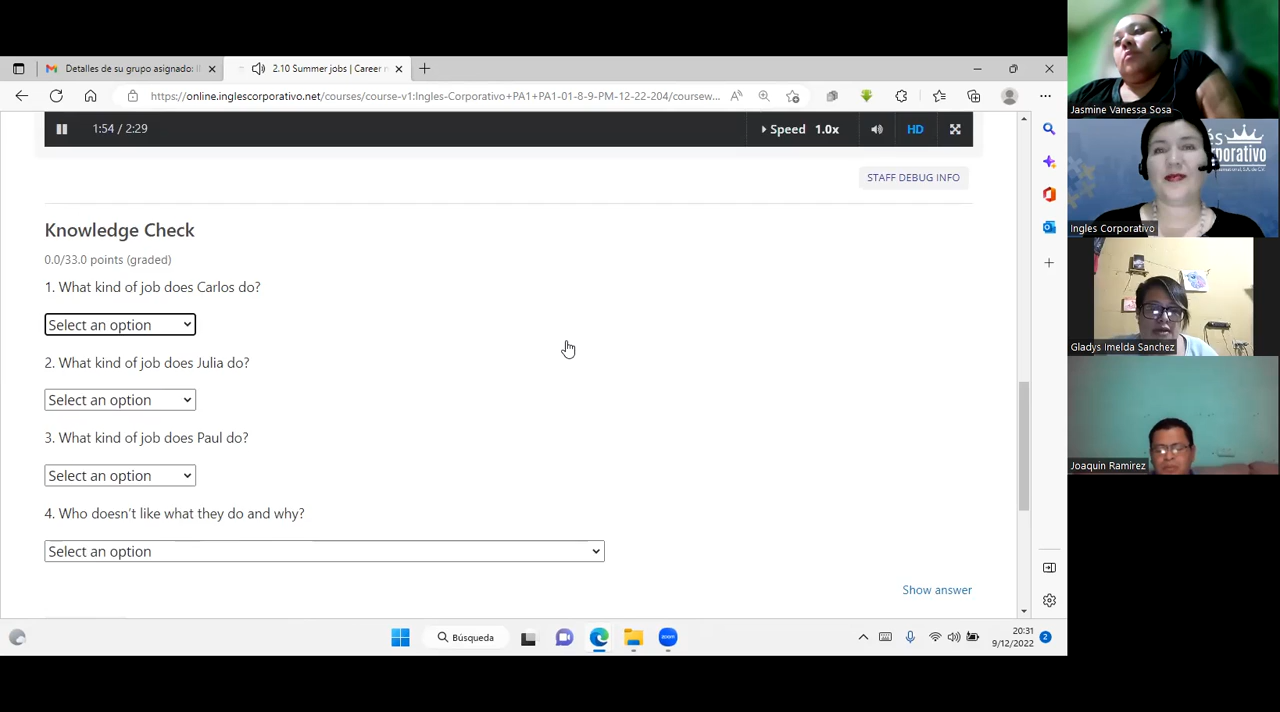 Detalles de su grupo asignado: I
2.10 Summer jobs | Career
https://online.inglescorporativo.net/courses/course-v1:Ingles-Corporativo+PA1+PA1-01-8-9-PM-12-22-204/coursew...
1:54 / 2:29
Speed 1.0x
HD
STAFF DEBUG INFO
Knowledge Check
0.0/33.0 points (graded)
1. What kind of job does Carlos do?
Select an option
2. What kind of job does Julia do?
Select an option
3. What kind of job does Paul do?
Select an option
4. Who doesn't like what they do and why?
Select an option
Show answer
Búsqueda
20:31
9/12/2022
2
Jasmine Vanessa Sosa
Ingles Corporativo
Gladys Imelda Sanchez
Joaquin Ramirez